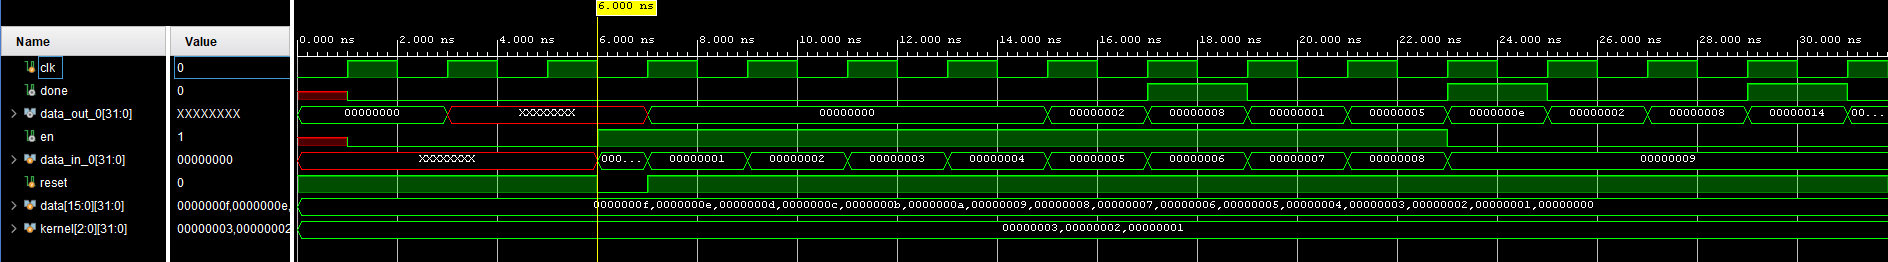 6.000 ns
Name Value 0.000 ns 2.000 ns 4.000 ns 6.000 ns 8.000 ns 10.000 ns 12.000 ns 14.000 ns 16.000 ns 18.000 ns 20.000 ns 22.000 ns 24.000 ns 26.000 ns 28.000 ns 30.000 ns
clk 0
done 0
data_out_0[31:0] XXXXXXXX 00000000 XXXXXXXX 00000000 00000002 00000008 00000001 00000005 0000000e 00000002 00000008 00000014 00...
en 1
data_in_0[31:0] 00000000 XXXXXXXX 000... 00000001 00000002 00000003 00000004 00000005 00000006 00000007 00000008 00000009
reset 0
data[15:0][31:0] 0000000f,0000000e, 0000000f,0000000e,0000000d,0000000c,0000000b,0000000a,00000009,00000008,00000007,00000006,00000005,00000004,00000003,00000002,00000001,00000000
kernel[2:0][31:0] 00000003,00000002 00000003,00000002,00000001